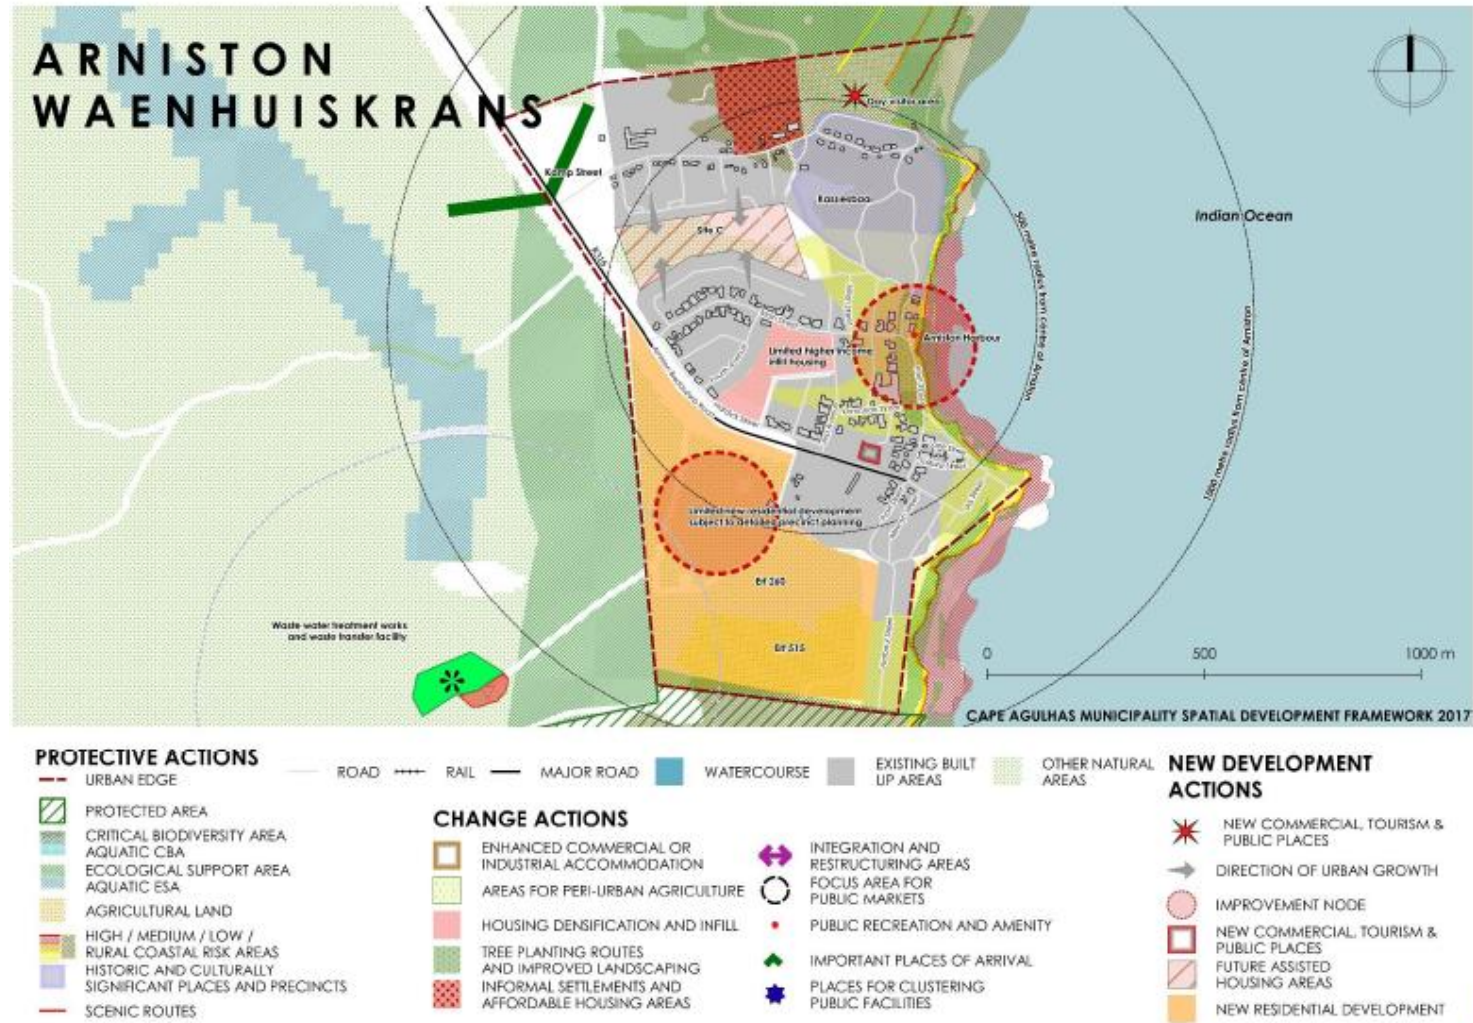 ARNISTON
WAENHUISKRANS
Day visitor area
Kamp Street
Kassiesbaai
Indian Ocean
Site C
R316
500 metre radius from centre of Arniston
1000 metre radius from centre of Arniston
Arniston Harbour
Limited higher income
infill housing
Limited new residential development
subject to detailed precinct planning
Erf 260
Erf 515
Waste water treatment works
and waste transfer facility
0 500 1000 m
CAPE AGULHAS MUNICIPALITY SPATIAL DEVELOPMENT FRAMEWORK 2017
PROTECTIVE ACTIONS
URBAN EDGE
PROTECTED AREA
CRITICAL BIODIVERSITY AREA
AQUATIC CBA
ECOLOGICAL SUPPORT AREA
AQUATIC ESA
AGRICULTURAL LAND
HIGH / MEDIUM / LOW /
RURAL COASTAL RISK AREAS
HISTORIC AND CULTURALLY
SIGNIFICANT PLACES AND PRECINCTS
SCENIC ROUTES
ROAD
RAIL
MAJOR ROAD
WATERCOURSE
EXISTING BUILT
UP AREAS
OTHER NATURAL
AREAS
CHANGE ACTIONS
ENHANCED COMMERCIAL OR
INDUSTRIAL ACCOMMODATION
AREAS FOR PERI-URBAN AGRICULTURE
HOUSING DENSIFICATION AND INFILL
TREE PLANTING ROUTES
AND IMPROVED LANDSCAPING
INFORMAL SETTLEMENTS AND
AFFORDABLE HOUSING AREAS
INTEGRATION AND
RESTRUCTURING AREAS
FOCUS AREA FOR
PUBLIC MARKETS
PUBLIC RECREATION AND AMENITY
IMPORTANT PLACES OF ARRIVAL
PLACES FOR CLUSTERING
PUBLIC FACILITIES
NEW DEVELOPMENT
ACTIONS
NEW COMMERCIAL, TOURISM &
PUBLIC PLACES
DIRECTION OF URBAN GROWTH
IMPROVEMENT NODE
NEW COMMERCIAL, TOURISM &
PUBLIC PLACES
FUTURE ASSISTED
HOUSING AREAS
NEW RESIDENTIAL DEVELOPMENT